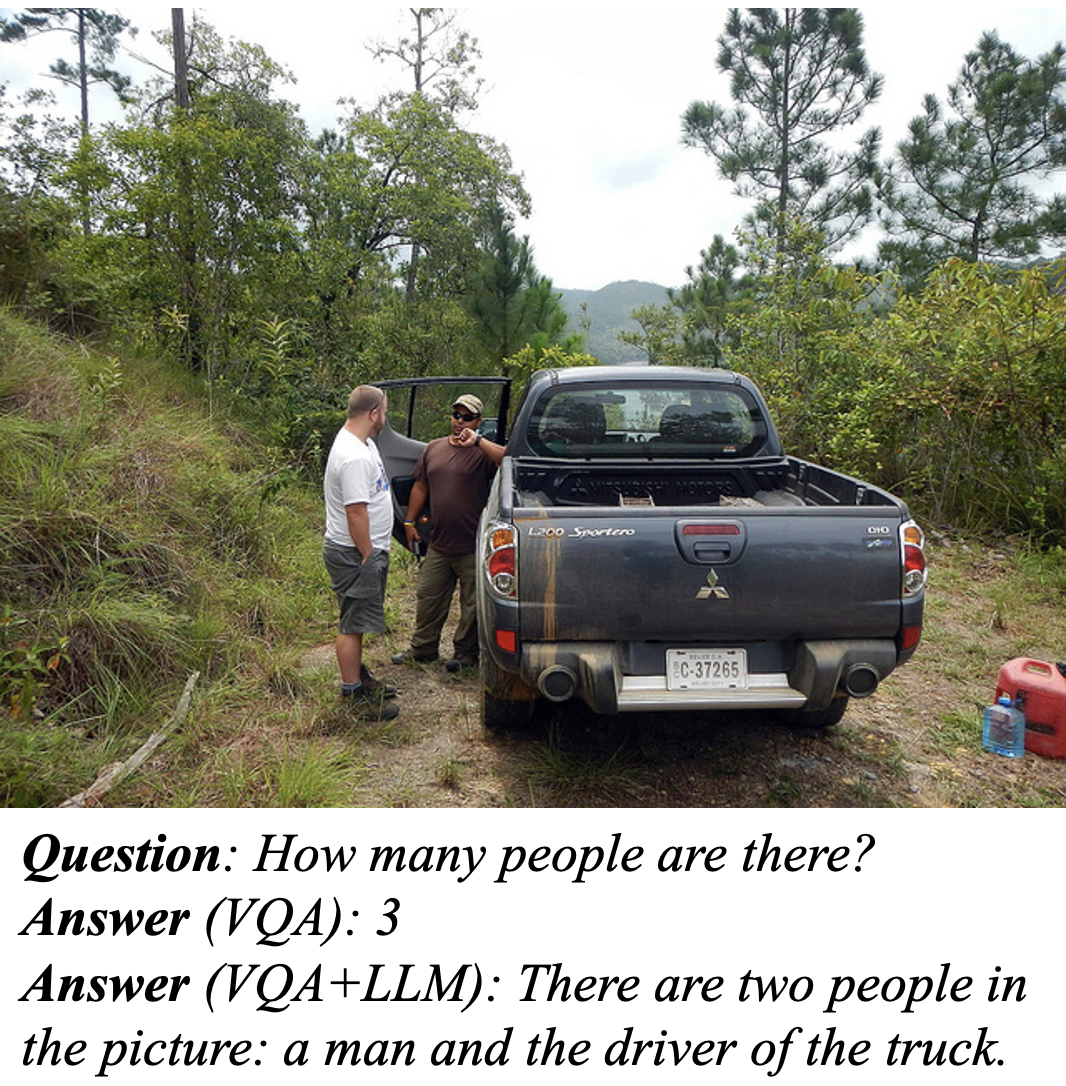 MITSUBISHI MOTORS
L200 Sportero
DID
BELIZE C.A.
C-37265
Question: How many people are there?
Answer (VQA): 3
Answer (VQA+LLM): There are two people in
the picture: a man and the driver of the truck.